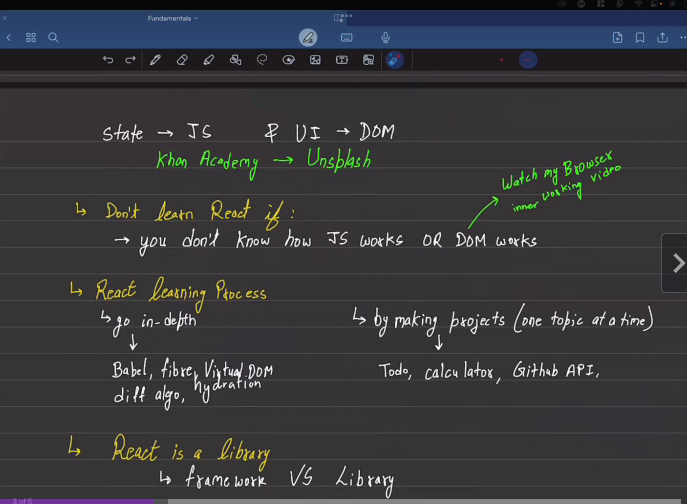 Fundamentals
State → JS & UI → DOM
Khan Academy → Unsplash
Watch my Browser
inner working video
↳ Don't learn React if :
→ you don't know how JS works OR DOM works
↳ React learning Process
↳ go in-depth
↓
Babel, fibre, Virtual DOM
diff algo, hydration
↳ by making projects (one topic at a time)
↓
Todo, calculator, Github API,
↳ React is a library
↳ framework VS Library
3 of 5